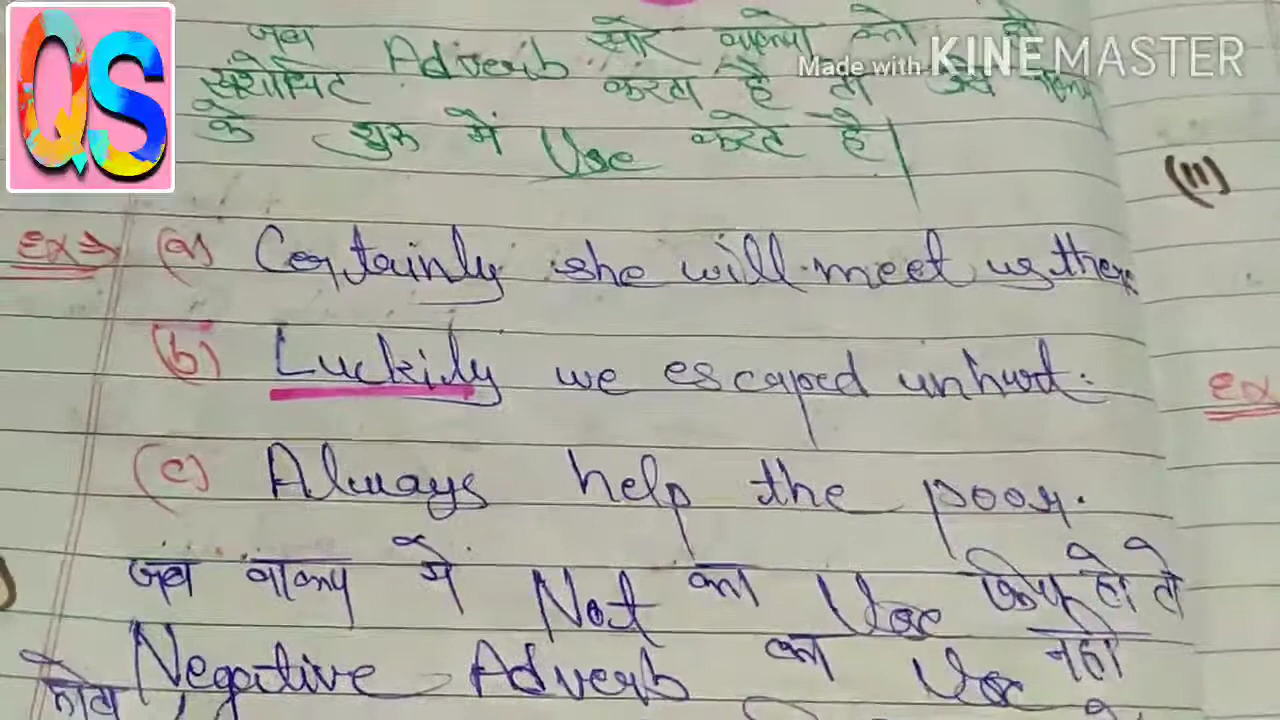 QS
Made with KINEMASTER
जब Adverb सारे वाक्यो को
संशोधित करता है तो उसे वाक्य
के शुरू में Use करते है।
(II)
Ex⇒ (a) Certainly she will meet us there
(b) Luckily we escaped unhurt.
Ex
(c) Always help the poor.
जब वाक्य में Not का Use हो तो
Negative Adverb का Use नहीं
होता